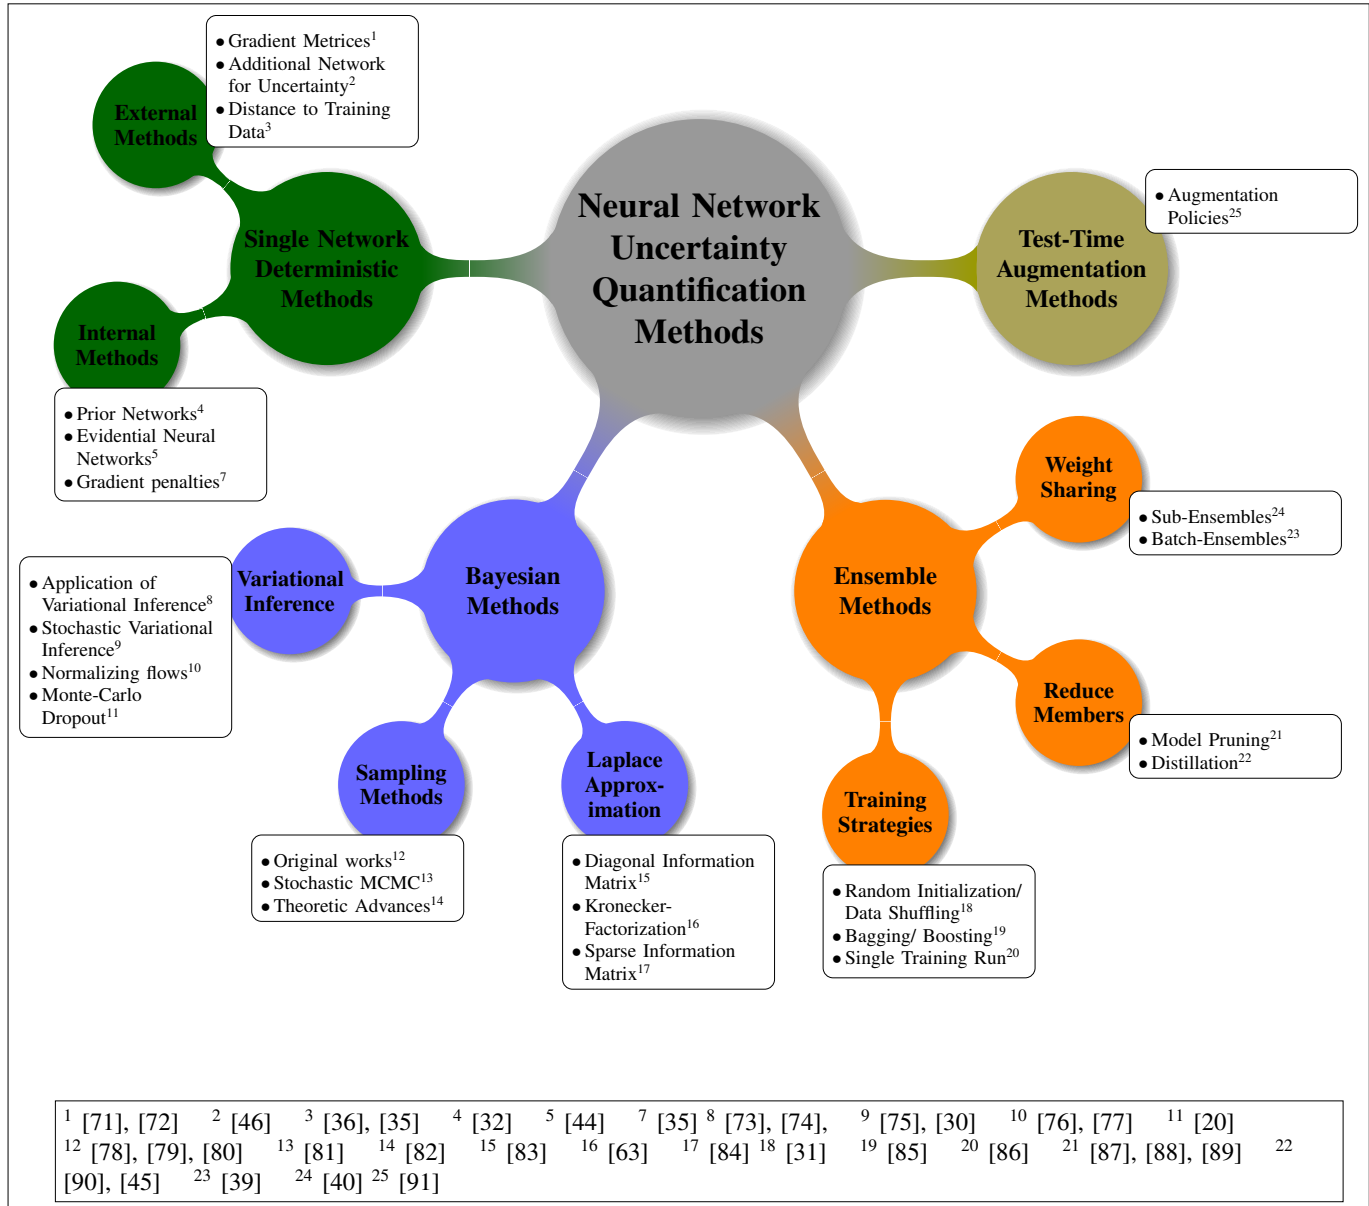 Neural Network
Uncertainty
Quantification
Methods
Single Network
Deterministic
Methods
External
Methods
• Gradient Metrices¹
• Additional Network
for Uncertainty²
• Distance to Training
Data³
Internal
Methods
• Prior Networks⁴
• Evidential Neural
Networks⁵
• Gradient penalties⁷
Bayesian
Methods
Variational
Inference
• Application of
Variational Inference⁸
• Stochastic Variational
Inference⁹
• Normalizing flows¹⁰
• Monte-Carlo
Dropout¹¹
Sampling
Methods
• Original works¹²
• Stochastic MCMC¹³
• Theoretic Advances¹⁴
Laplace
Approx-
imation
• Diagonal Information
Matrix¹⁵
• Kronecker-
Factorization¹⁶
• Sparse Information
Matrix¹⁷
Ensemble
Methods
Weight
Sharing
• Sub-Ensembles²⁴
• Batch-Ensembles²³
Reduce
Members
• Model Pruning²¹
• Distillation²²
Training
Strategies
• Random Initialization/
Data Shuffling¹⁸
• Bagging/ Boosting¹⁹
• Single Training Run²⁰
Test-Time
Augmentation
Methods
• Augmentation
Policies²⁵
¹ [71], [72] ² [46] ³ [36], [35] ⁴ [32] ⁵ [44] ⁷ [35] ⁸ [73], [74], ⁹ [75], [30] ¹⁰ [76], [77] ¹¹ [20]
¹² [78], [79], [80] ¹³ [81] ¹⁴ [82] ¹⁵ [83] ¹⁶ [63] ¹⁷ [84] ¹⁸ [31] ¹⁹ [85] ²⁰ [86] ²¹ [87], [88], [89] ²²
[90], [45] ²³ [39] ²⁴ [40] ²⁵ [91]